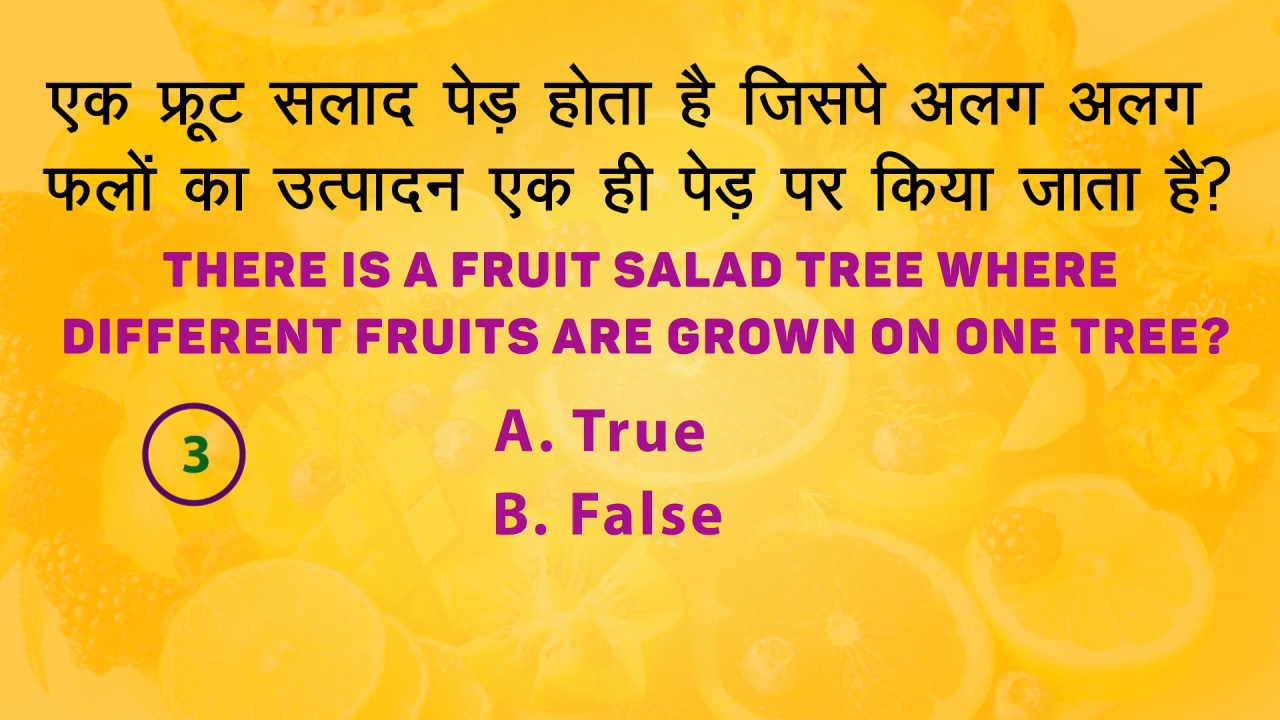 एक फ्रूट सलाद पेड़ होता है जिसपे अलग अलग
फलों का उत्पादन एक ही पेड़ पर किया जाता है?
THERE IS A FRUIT SALAD TREE WHERE
DIFFERENT FRUITS ARE GROWN ON ONE TREE?
3
A. True
B. False